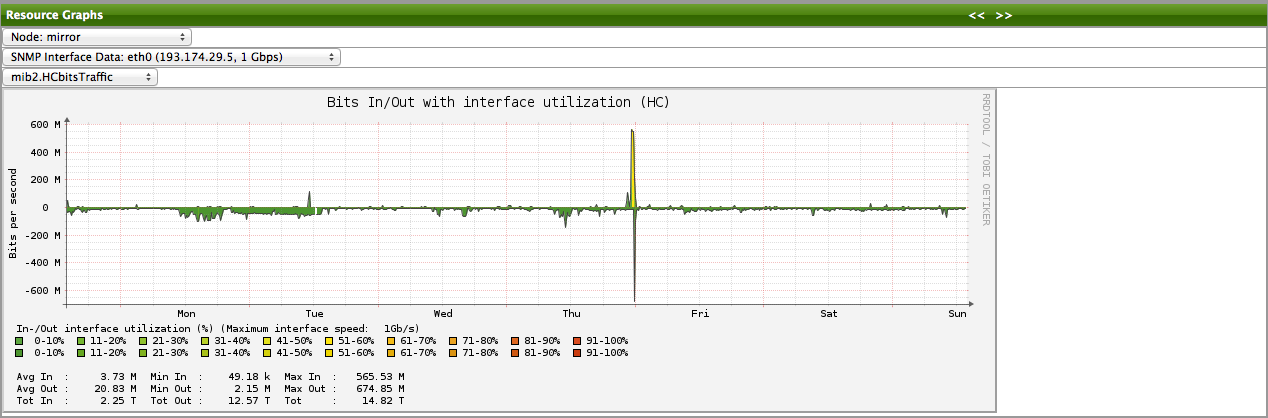 Resource Graphs << >>
Node: mirror
SNMP Interface Data: eth0 (193.174.29.5, 1 Gbps)
mib2.HCbitsTraffic
Bits In/Out with interface utilization (HC)
RRDTOOL / TOBI OETIKER
Bits per second
600 M
400 M
200 M
0
-200 M
-400 M
-600 M
Mon Tue Wed Thu Fri Sat Sun
In-/Out interface utilization (%) (Maximum interface speed: 1Gb/s)
0-10% 11-20% 21-30% 31-40% 41-50% 51-60% 61-70% 71-80% 81-90% 91-100%
0-10% 11-20% 21-30% 31-40% 41-50% 51-60% 61-70% 71-80% 81-90% 91-100%
Avg In : 3.73 M Min In : 49.18 k Max In : 565.53 M
Avg Out : 20.83 M Min Out : 2.15 M Max Out : 674.85 M
Tot In : 2.25 T Tot Out : 12.57 T Tot : 14.82 T